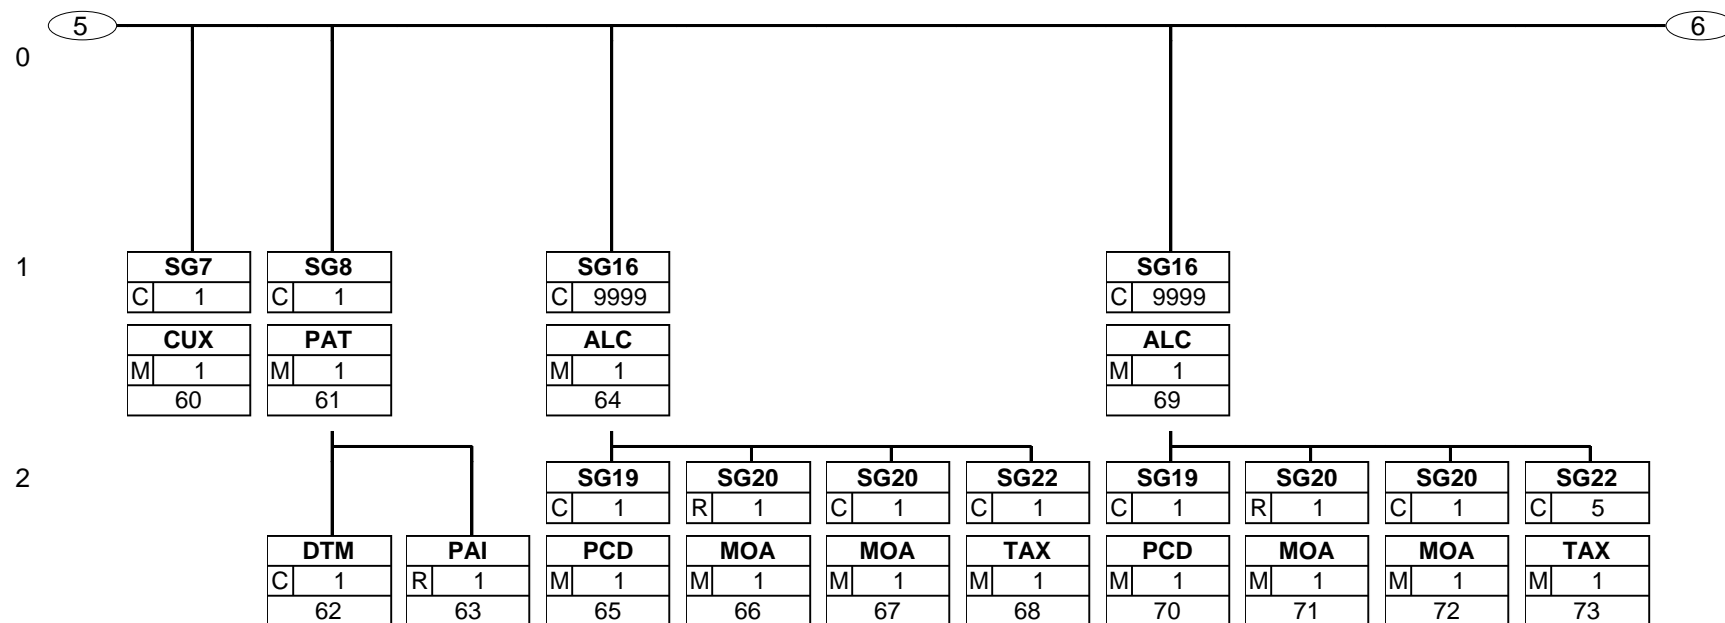 5 6
0
1 SG7 SG8 SG16 SG16
C 1 C 1 C 9999 C 9999
CUX PAT ALC ALC
M 1 M 1 M 1 M 1
60 61 64 69
2 SG19 SG20 SG20 SG22 SG19 SG20 SG20 SG22
C 1 R 1 C 1 C 1 C 1 R 1 C 1 C 5
DTM PAI PCD MOA MOA TAX PCD MOA MOA TAX
C 1 R 1 M 1 M 1 M 1 M 1 M 1 M 1 M 1 M 1
62 63 65 66 67 68 70 71 72 73